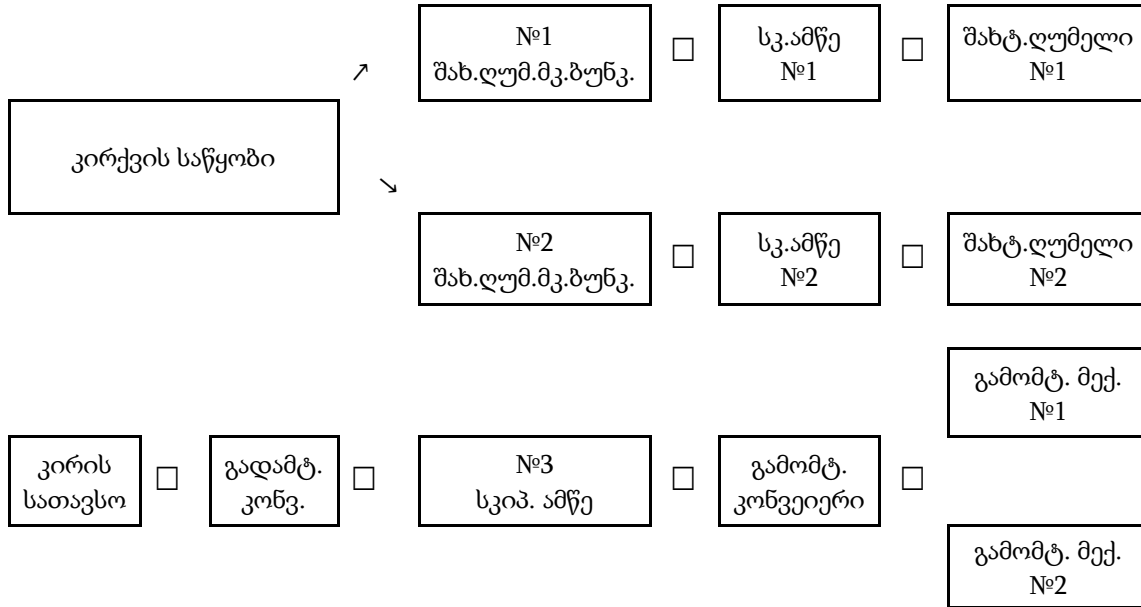 №1
შახ.ღუმ.მკ.ბუნკ.
სკ.ამწე
№1
შახტ.ღუმელი
№1
კირქვის საწყობი
№2
შახ.ღუმ.მკ.ბუნკ.
სკ.ამწე
№2
შახტ.ღუმელი
№2
გამომტ. მექ.
№1
კირის
სათავსო
გადამტ.
კონვ.
№3
სკიპ. ამწე
გამომტ.
კონვეიერი
გამომტ. მექ.
№2